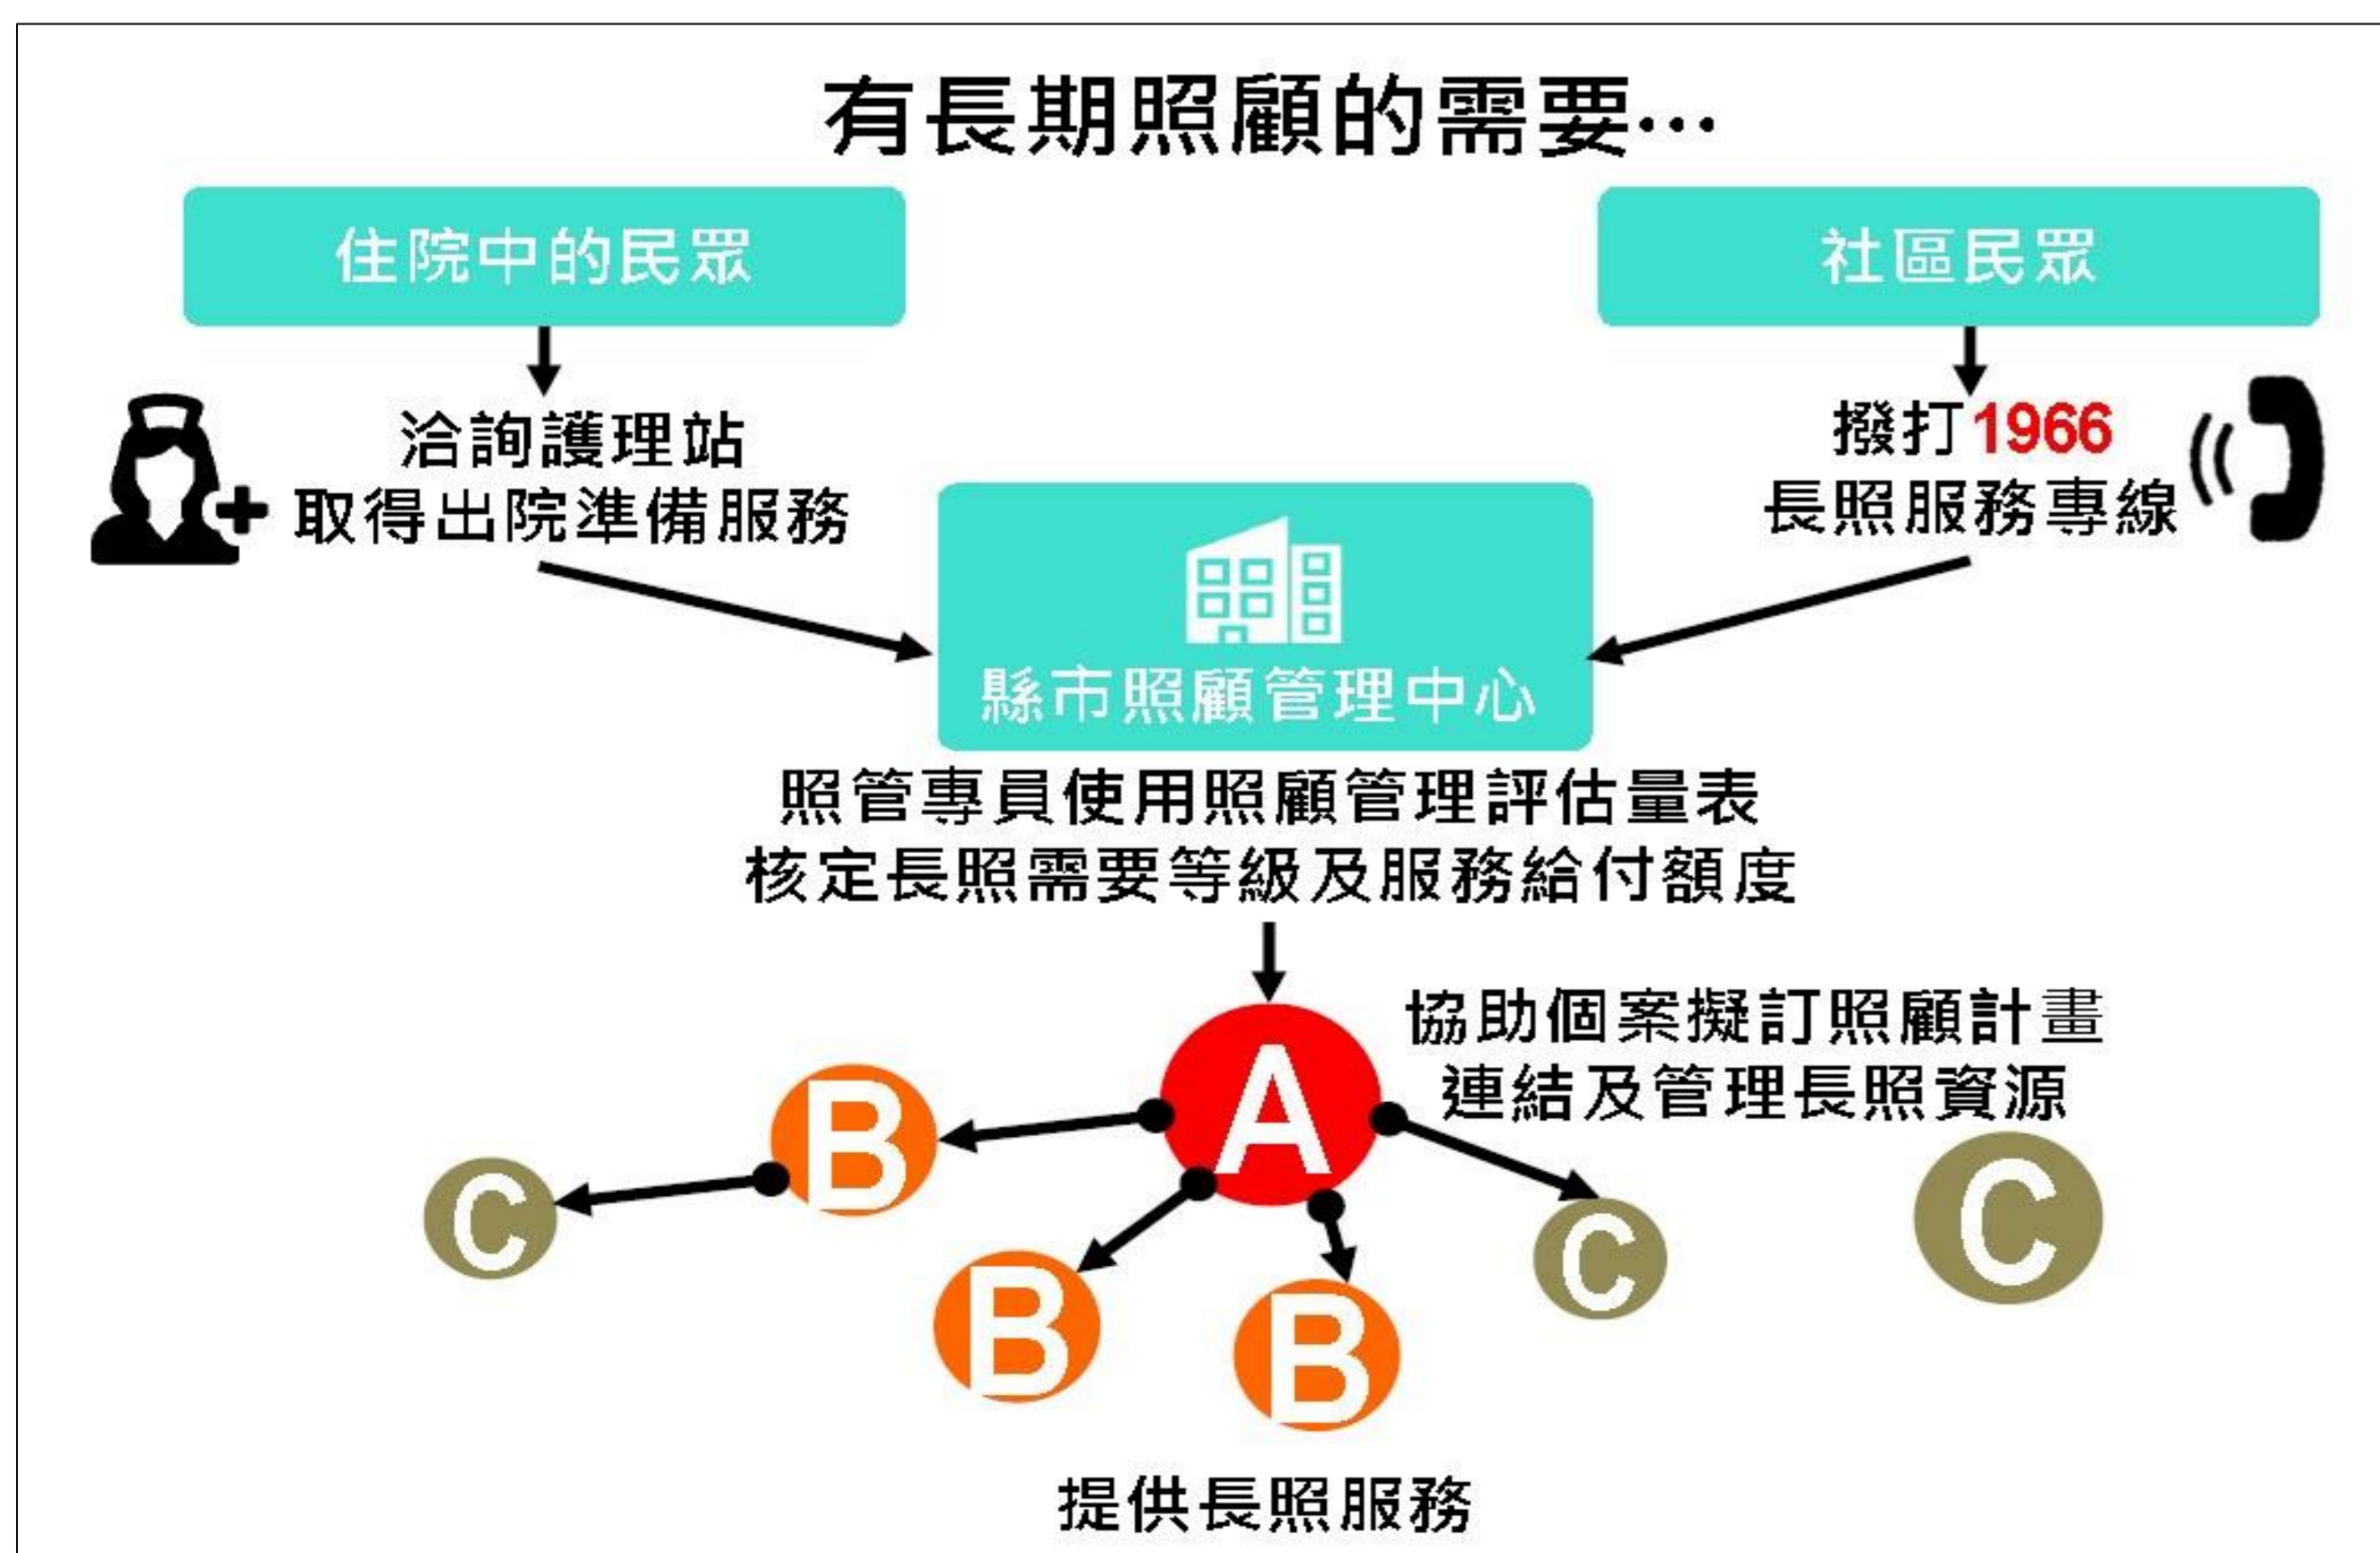 有長期照顧的需要…
住院中的民眾
社區民眾
洽詢護理站
取得出院準備服務
撥打1966
長照服務專線
縣市照顧管理中心
照管專員使用照顧管理評估量表
核定長照需要等級及服務給付額度
協助個案擬訂照顧計畫
連結及管理長照資源
A
B
C
B
B
C
C
提供長照服務